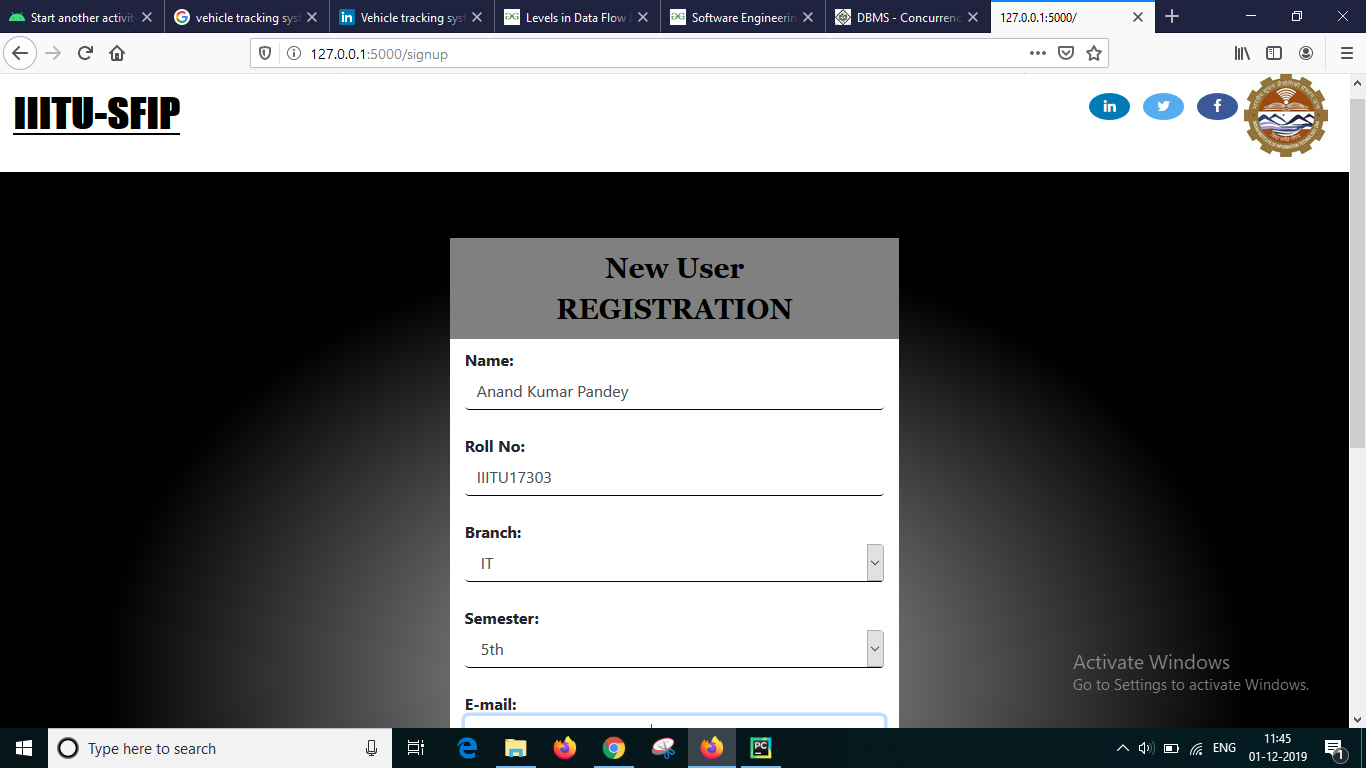 Start another activit
vehicle tracking sys
Vehicle tracking sys
Levels in Data Flow
Software Engineerin
DBMS - Concurrenc
127.0.0.1:5000/
127.0.0.1:5000/signup
IIITU-SFIP
New User
REGISTRATION
Name:
Anand Kumar Pandey
Roll No:
IIITU17303
Branch:
IT
Semester:
5th
E-mail:
Activate Windows
Go to Settings to activate Windows.
Type here to search
ENG
11:45
01-12-2019
1